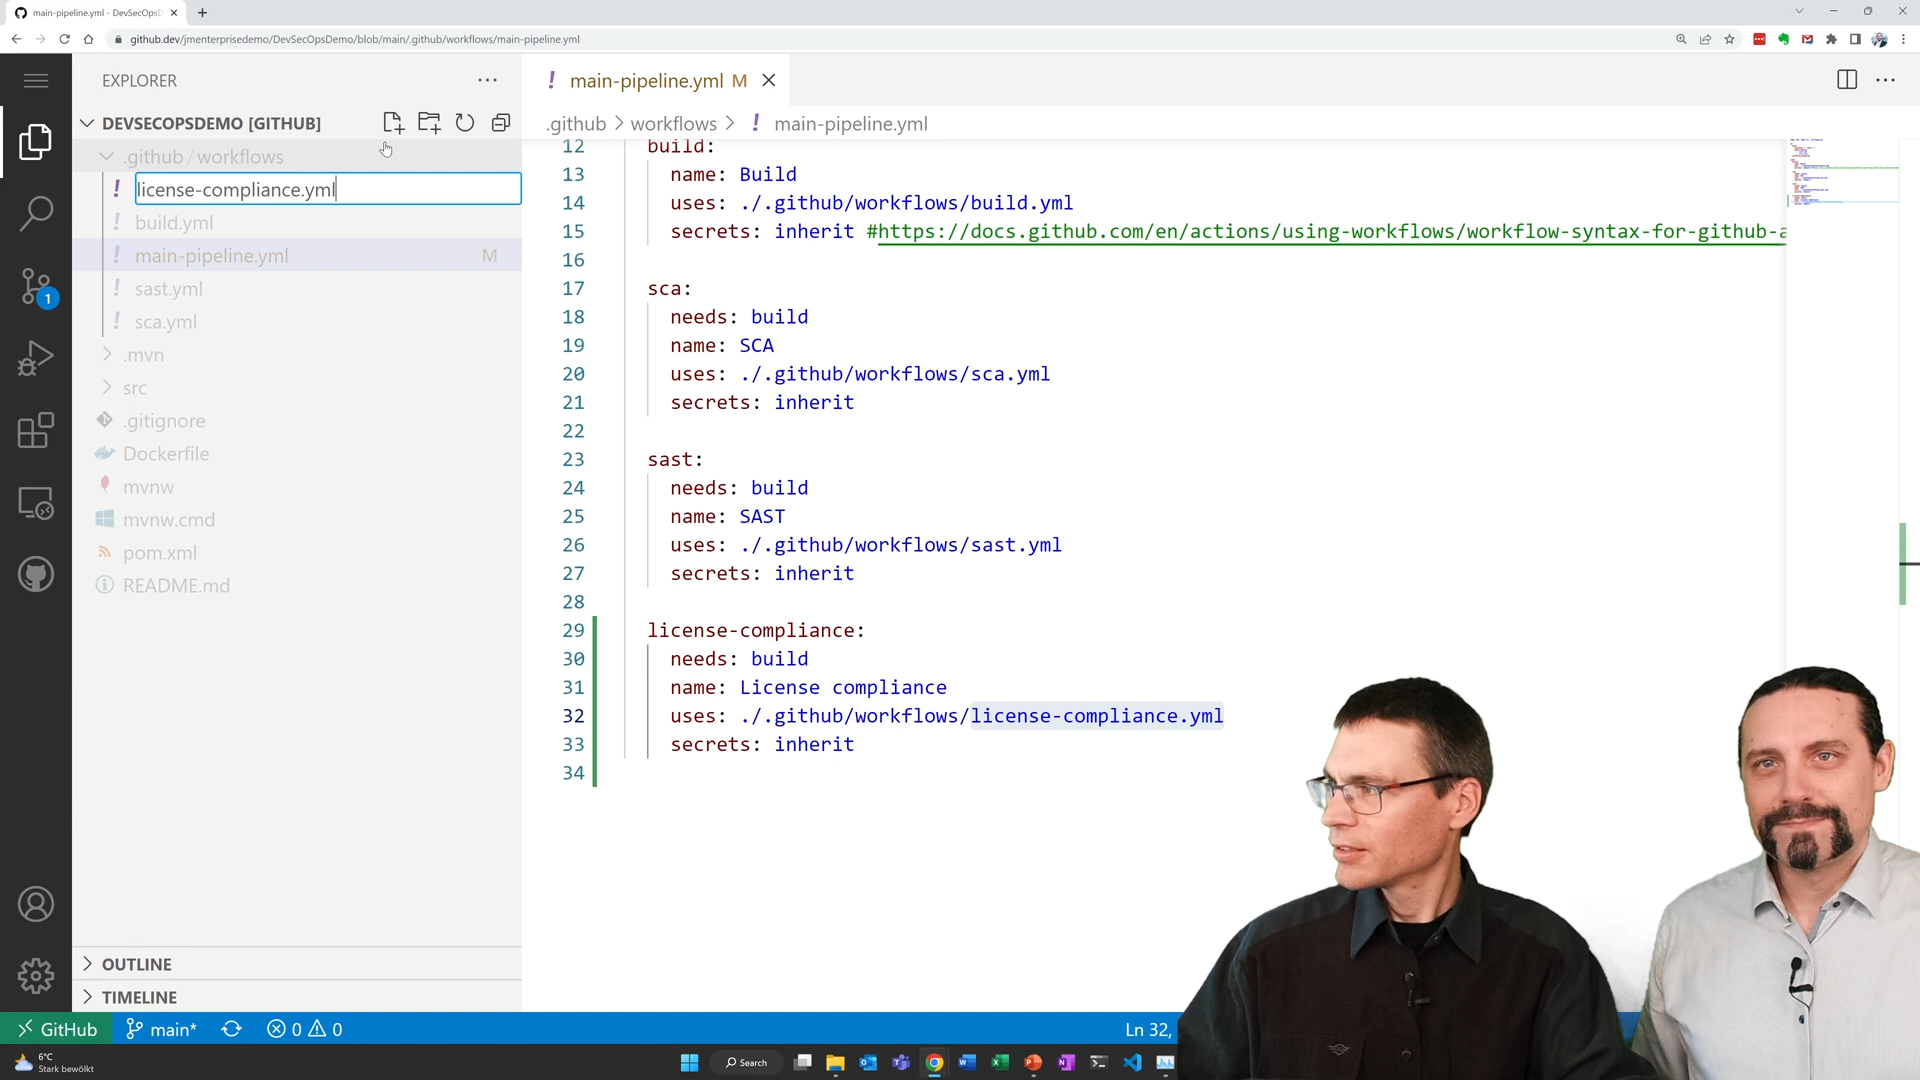 main-pipeline.yml - DevSecOpsD
github.dev/jmenterprisedemo/DevSecOpsDemo/blob/main/.github/workflows/main-pipeline.yml
EXPLORER
DEVSECOPSDEMO [GITHUB]
.github / workflows
license-compliance.yml
build.yml
main-pipeline.yml M
sast.yml
sca.yml
.mvn
src
.gitignore
Dockerfile
mvnw
mvnw.cmd
pom.xml
README.md
OUTLINE
TIMELINE
1
main-pipeline.yml M
.github > workflows > ! main-pipeline.yml
12 build:
13 name: Build
14 uses: ./.github/workflows/build.yml
15 secrets: inherit #https://docs.github.com/en/actions/using-workflows/workflow-syntax-for-github-a
16
17 sca:
18 needs: build
19 name: SCA
20 uses: ./.github/workflows/sca.yml
21 secrets: inherit
22
23 sast:
24 needs: build
25 name: SAST
26 uses: ./.github/workflows/sast.yml
27 secrets: inherit
28
29 license-compliance:
30 needs: build
31 name: License compliance
32 uses: ./.github/workflows/license-compliance.yml
33 secrets: inherit
34
GitHub main* 0 0 Ln 32,
6°C
Stark bewölkt
Search